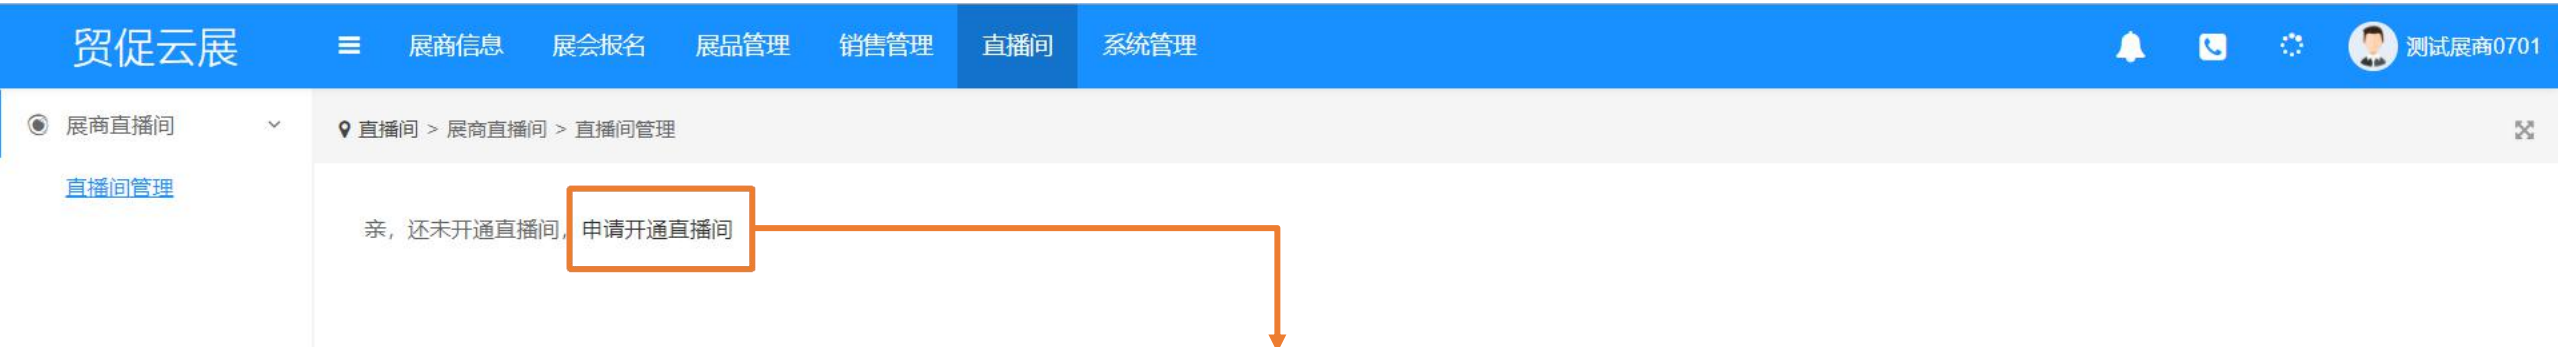 贸促云展 展商信息 展会报名 展品管理 销售管理 直播间 系统管理 测试展商0701
展商直播间 直播间 > 展商直播间 > 直播间管理
直播间管理
亲，还未开通直播间, 申请开通直播间